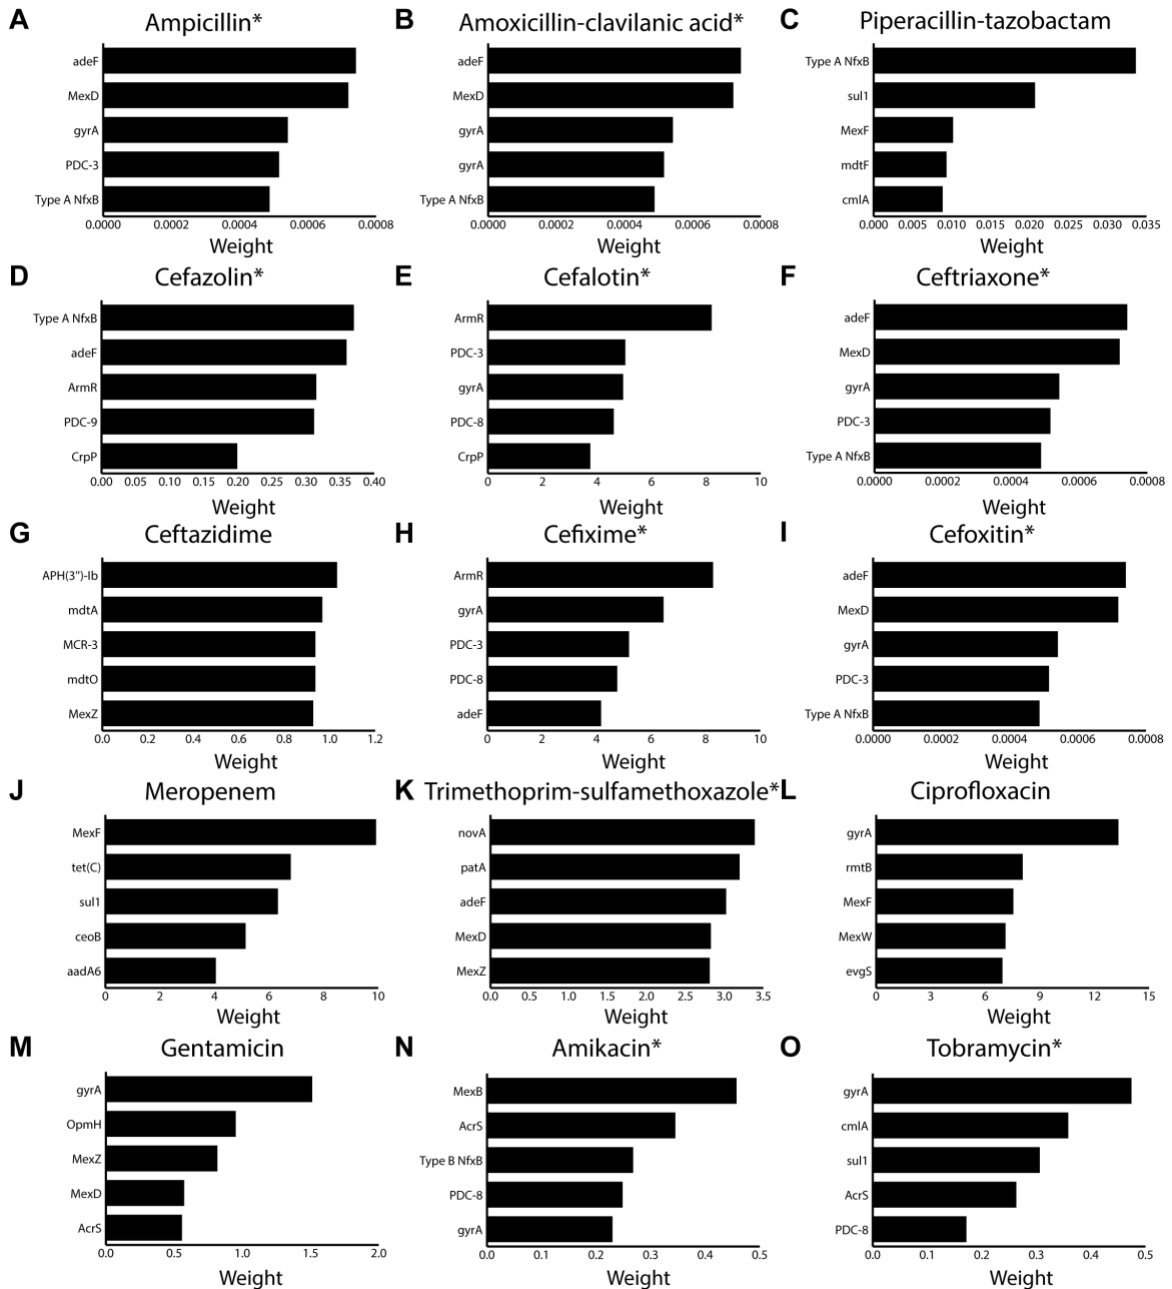 A Ampicillin*
adeF
MexD
gyrA
PDC-3
Type A NfxB
0.0000 0.0002 0.0004 0.0006 0.0008
Weight
B Amoxicillin-clavilanic acid*
adeF
MexD
gyrA
gyrA
Type A NfxB
0.0000 0.0002 0.0004 0.0006 0.0008
Weight
C Piperacillin-tazobactam
Type A NfxB
sul1
MexF
mdtF
cmlA
0.000 0.005 0.010 0.015 0.020 0.025 0.030 0.035
Weight
D Cefazolin*
Type A NfxB
adeF
ArmR
PDC-9
CrpP
0.00 0.05 0.10 0.15 0.20 0.25 0.30 0.35 0.40
Weight
E Cefalotin*
ArmR
PDC-3
gyrA
PDC-8
CrpP
0 2 4 6 8 10
Weight
F Ceftriaxone*
adeF
MexD
gyrA
PDC-3
Type A NfxB
0.0000 0.0002 0.0004 0.0006 0.0008
Weight
G Ceftazidime
APH(3")-Ib
mdtA
MCR-3
mdtO
MexZ
0.0 0.2 0.4 0.6 0.8 1.0 1.2
Weight
H Cefixime*
ArmR
gyrA
PDC-3
PDC-8
adeF
0 2 4 6 8 10
Weight
I Cefoxitin*
adeF
MexD
gyrA
PDC-3
Type A NfxB
0.0000 0.0002 0.0004 0.0006 0.0008
Weight
J Meropenem
MexF
tet(C)
sul1
ceoB
aadA6
0 2 4 6 8 10
Weight
K Trimethoprim-sulfamethoxazole*
novA
patA
adeF
MexD
MexZ
0.0 0.5 1.0 1.5 2.0 2.5 3.0 3.5
Weight
L Ciprofloxacin
gyrA
rmtB
MexF
MexW
evgS
0 3 6 9 12 15
Weight
M Gentamicin
gyrA
OpmH
MexZ
MexD
AcrS
0.0 0.5 1.0 1.5 2.0
Weight
N Amikacin*
MexB
AcrS
Type B NfxB
PDC-8
gyrA
0.0 0.1 0.2 0.3 0.4 0.5
Weight
O Tobramycin*
gyrA
cmlA
sul1
AcrS
PDC-8
0.0 0.1 0.2 0.3 0.4 0.5
Weight